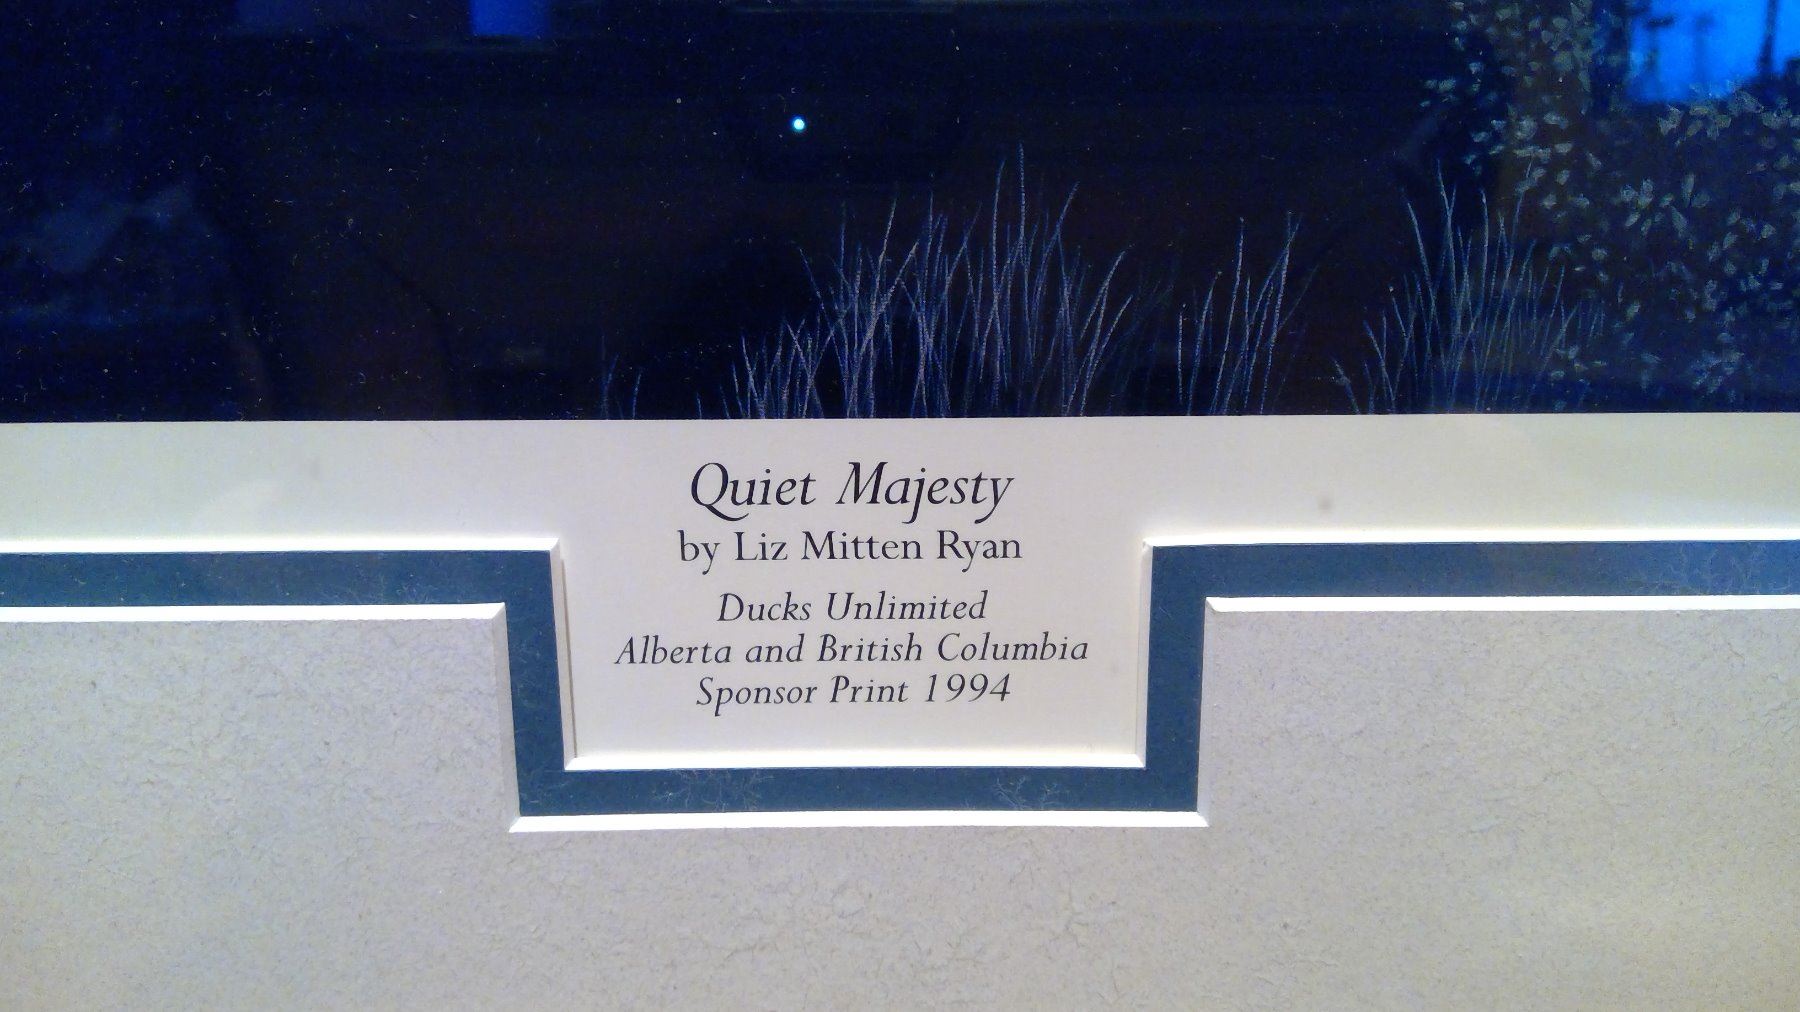 Quiet Majesty
by Liz Mitten Ryan
Ducks Unlimited
Alberta and British Columbia
Sponsor Print 1994